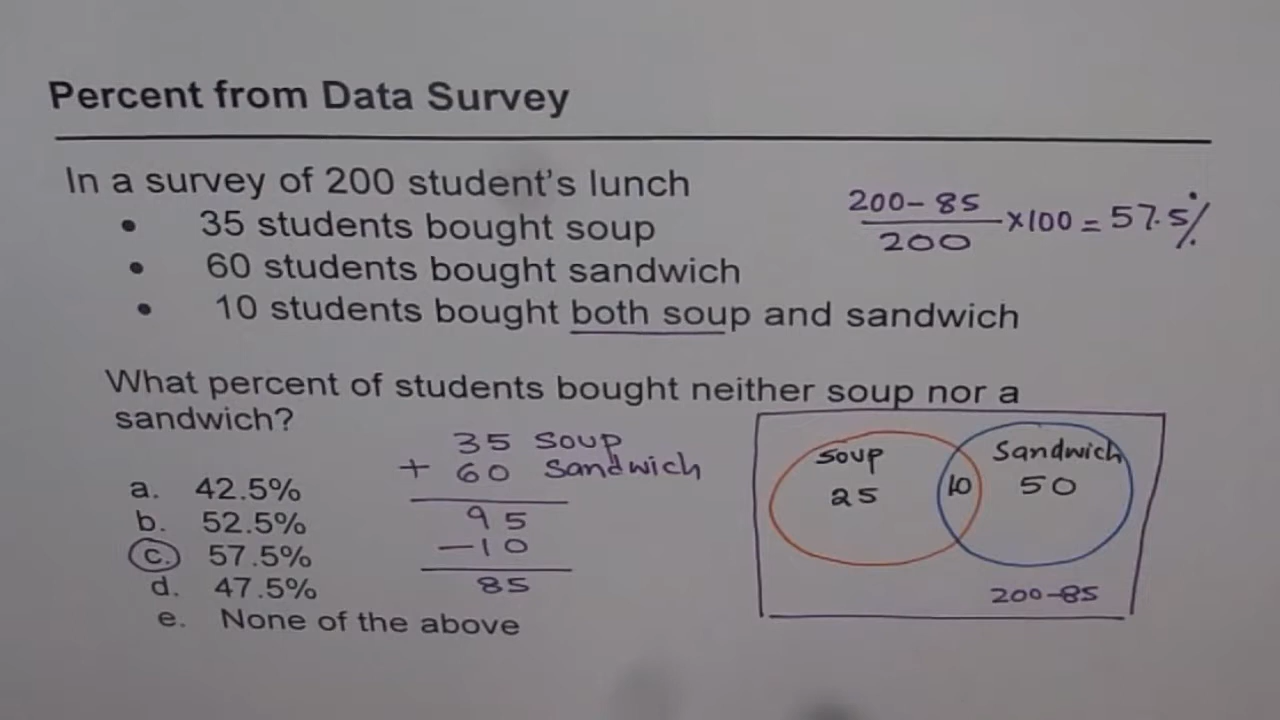 Percent from Data Survey
In a survey of 200 student's lunch
• 35 students bought soup
• 60 students bought sandwich
• 10 students bought both soup and sandwich
200 - 85
200
×100 = 57.5%
What percent of students bought neither soup nor a
sandwich?
a. 42.5%
b. 52.5%
c. 57.5%
d. 47.5%
e. None of the above
35 Soup
+ 60 Sandwich
95
-10
85
Soup
25
10
Sandwich
50
200-85